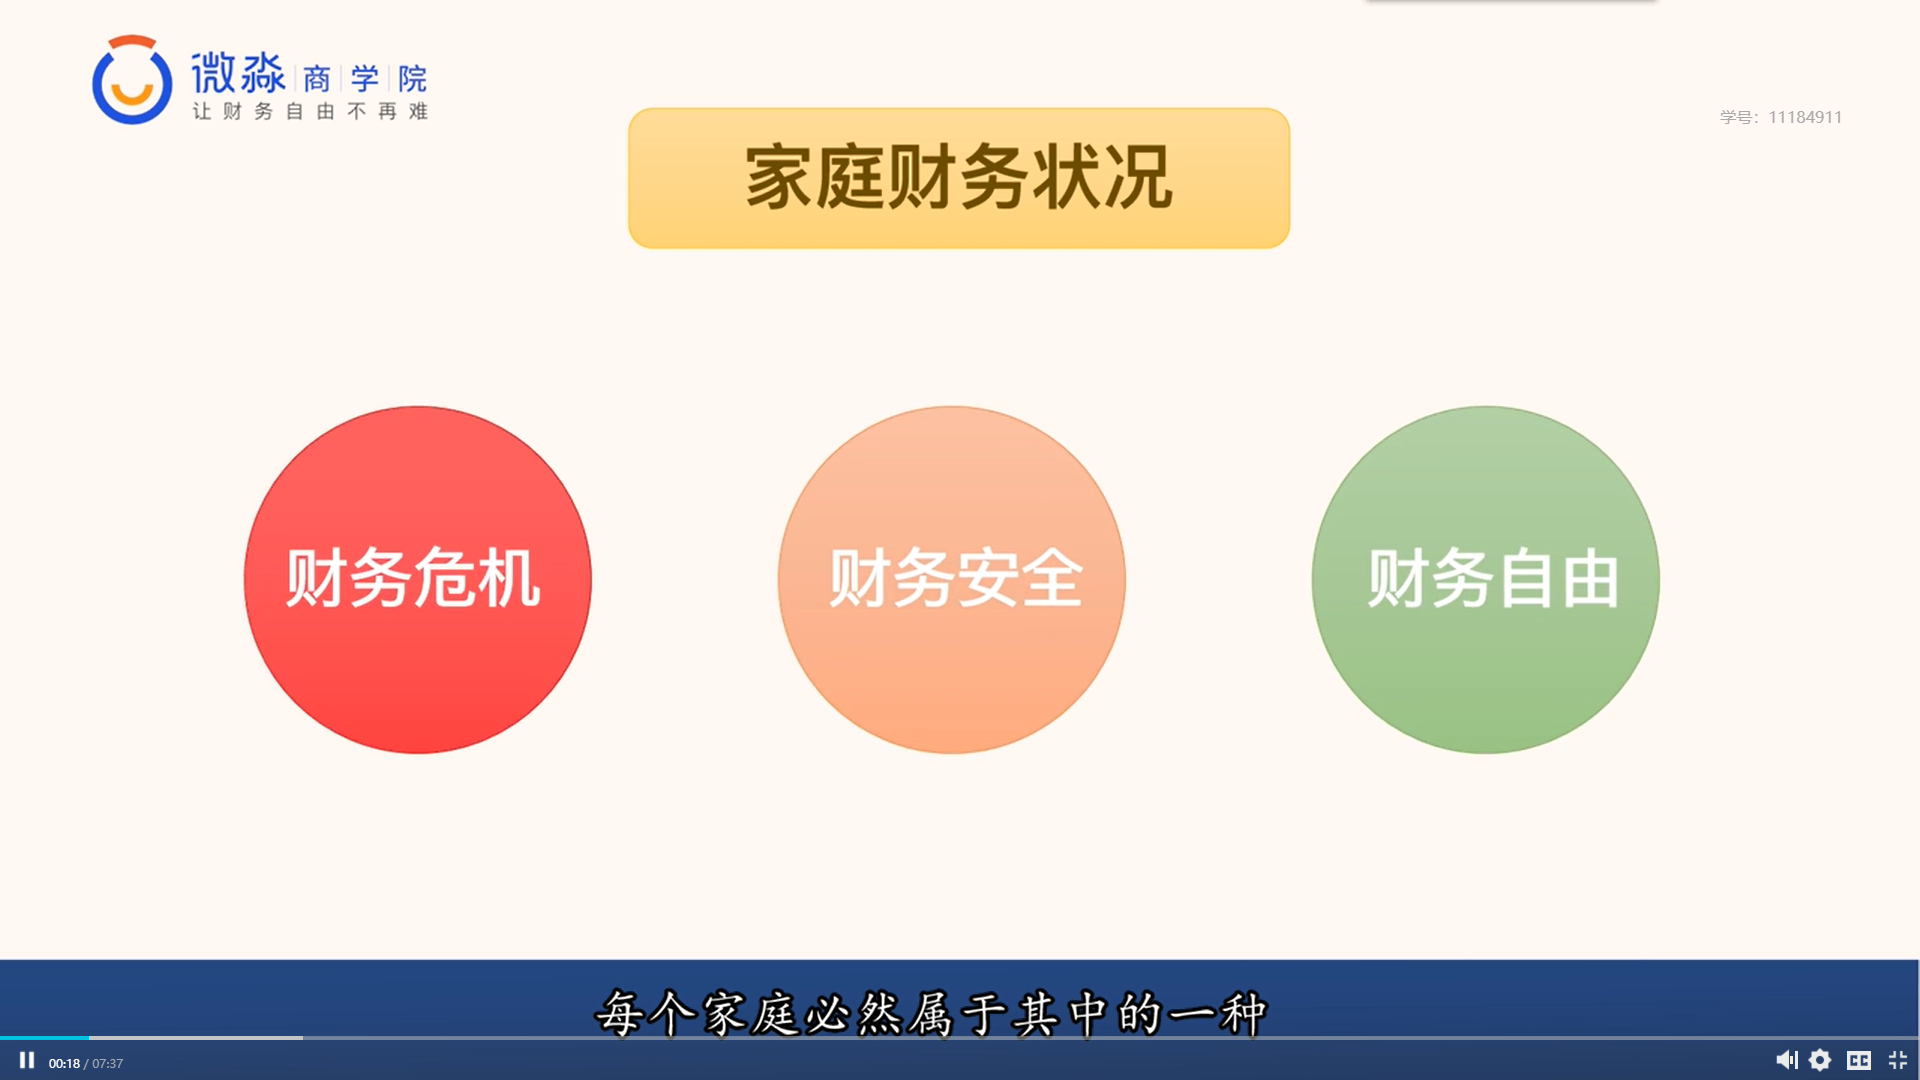 微淼商学院
让财务自由不再难
学号：11184911
家庭财务状况
财务危机
财务安全
财务自由
每个家庭必然属于其中的一种
00:18 / 07:37
CC